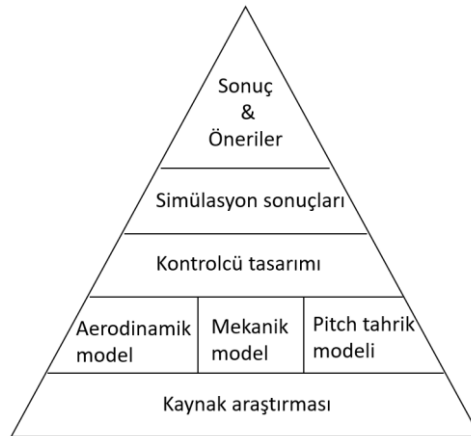 Sonuç
&
Öneriler
Simülasyon sonuçları
Kontrolcü tasarımı
Aerodinamik
model
Mekanik
model
Pitch tahrik
modeli
Kaynak araştırması